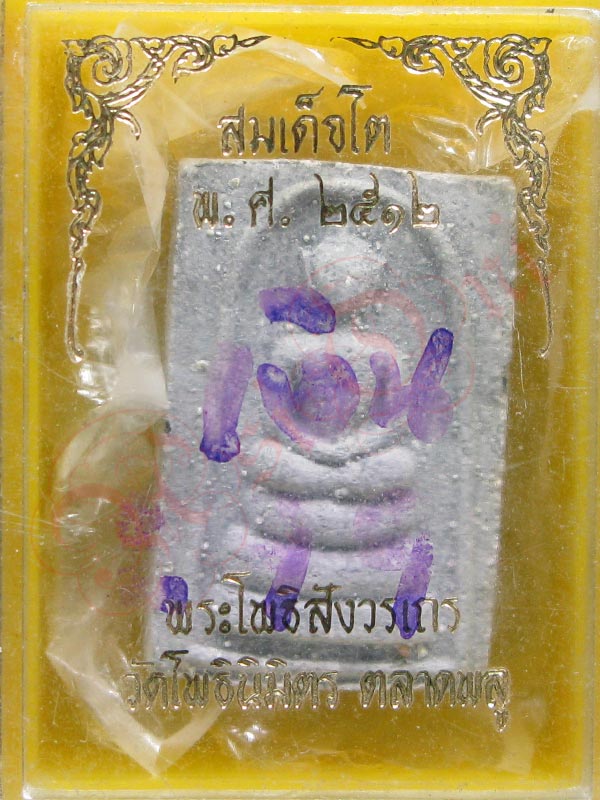 สมเด็จโต
พ.ศ. ๒๕๑๒
เงิน
พระโพธิสังวรเถร
วัดโพธินิมิตร ตลาดพลู